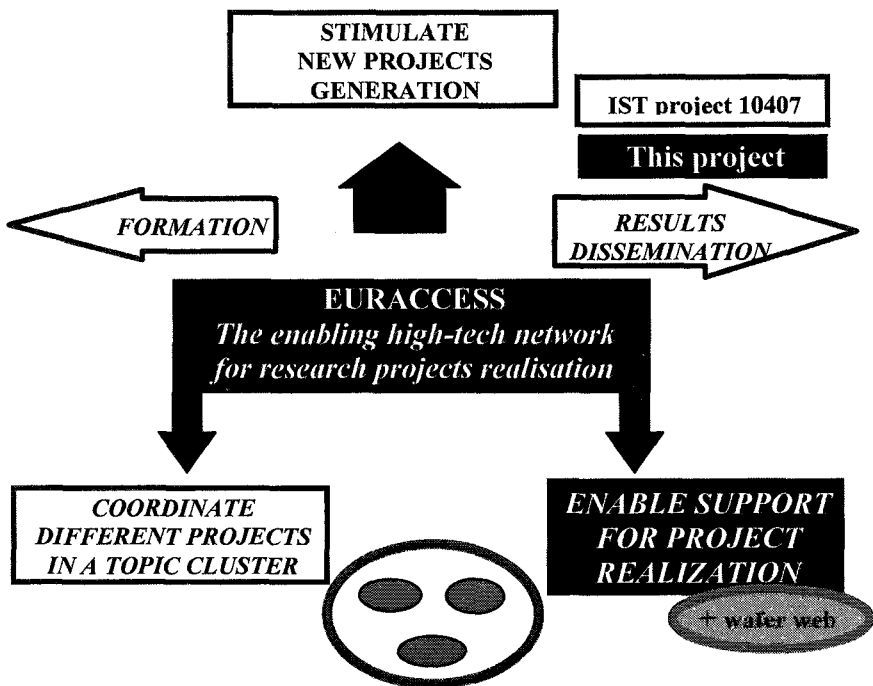 STIMULATE
NEW PROJECTS
GENERATION
IST project 10407
This project
FORMATION
RESULTS
DISSEMINATION
EURACCESS
The enabling high-tech network
for research projects realisation
COORDINATE
DIFFERENT PROJECTS
IN A TOPIC CLUSTER
ENABLE SUPPORT
FOR PROJECT
REALIZATION
+ wafer web